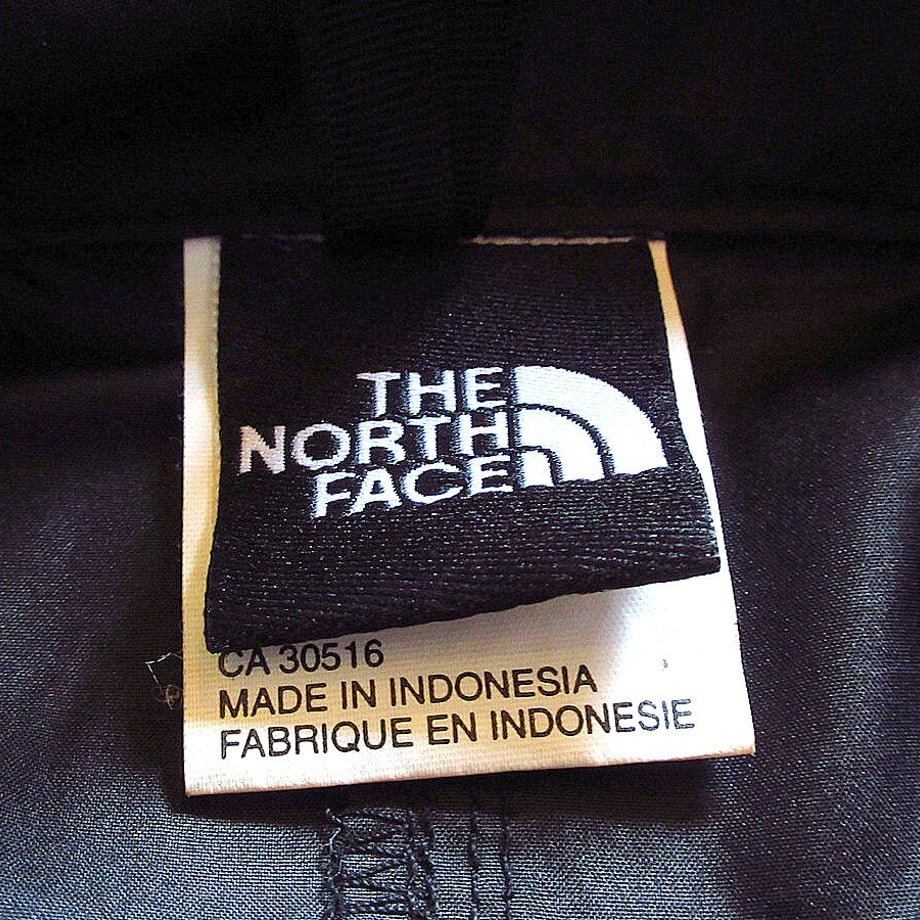 THE
NORTH
FACE
CA 30516
MADE IN INDONESIA
FABRIQUE EN INDONESIE